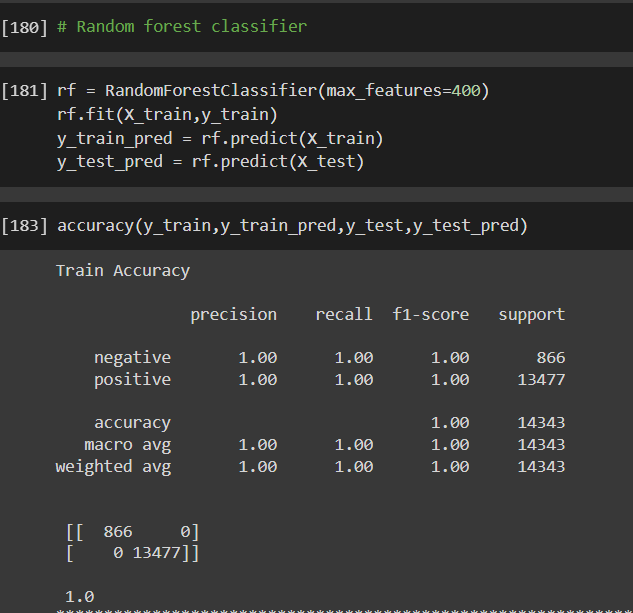 [180] # Random forest classifier
[181] rf = RandomForestClassifier(max_features=400)
rf.fit(X_train,y_train)
y_train_pred = rf.predict(X_train)
y_test_pred = rf.predict(X_test)
[183] accuracy(y_train,y_train_pred,y_test,y_test_pred)
Train Accuracy
precision recall f1-score support
negative 1.00 1.00 1.00 866
positive 1.00 1.00 1.00 13477
accuracy 1.00 14343
macro avg 1.00 1.00 1.00 14343
weighted avg 1.00 1.00 1.00 14343
[[ 866 0]
[ 0 13477]]
1.0